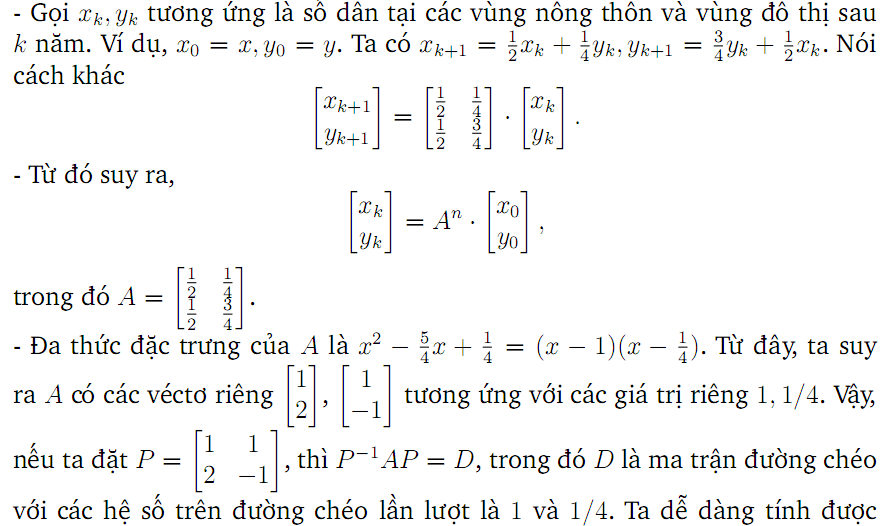 - Gọi $x_k, y_k$ tương ứng là số dân tại các vùng nông thôn và vùng đô thị sau
$k$ năm. Ví dụ, $x_0 = x, y_0 = y$. Ta có $x_{k+1} = \frac{1}{2}x_k + \frac{1}{4}y_k, y_{k+1} = \frac{3}{4}y_k + \frac{1}{2}x_k$. Nói
cách khác
$\begin{bmatrix} x_{k+1} \\ y_{k+1} \end{bmatrix} = \begin{bmatrix} \frac{1}{2} & \frac{1}{4} \\ \frac{1}{2} & \frac{3}{4} \end{bmatrix} \cdot \begin{bmatrix} x_k \\ y_k \end{bmatrix}.$
- Từ đó suy ra,
$\begin{bmatrix} x_k \\ y_k \end{bmatrix} = A^n \cdot \begin{bmatrix} x_0 \\ y_0 \end{bmatrix},$
trong đó $A = \begin{bmatrix} \frac{1}{2} & \frac{1}{4} \\ \frac{1}{2} & \frac{3}{4} \end{bmatrix}.$
- Đa thức đặc trưng của $A$ là $x^2 - \frac{5}{4}x + \frac{1}{4} = (x - 1)(x - \frac{1}{4})$. Từ đây, ta suy
ra $A$ có các véctơ riêng $\begin{bmatrix} 1 \\ 2 \end{bmatrix}, \begin{bmatrix} 1 \\ -1 \end{bmatrix}$ tương ứng với các giá trị riêng $1, 1/4$. Vậy,
nếu ta đặt $P = \begin{bmatrix} 1 & 1 \\ 2 & -1 \end{bmatrix}$, thì $P^{-1}AP = D$, trong đó $D$ là ma trận đường chéo
với các hệ số trên đường chéo lần lượt là $1$ và $1/4$. Ta dễ dàng tính được